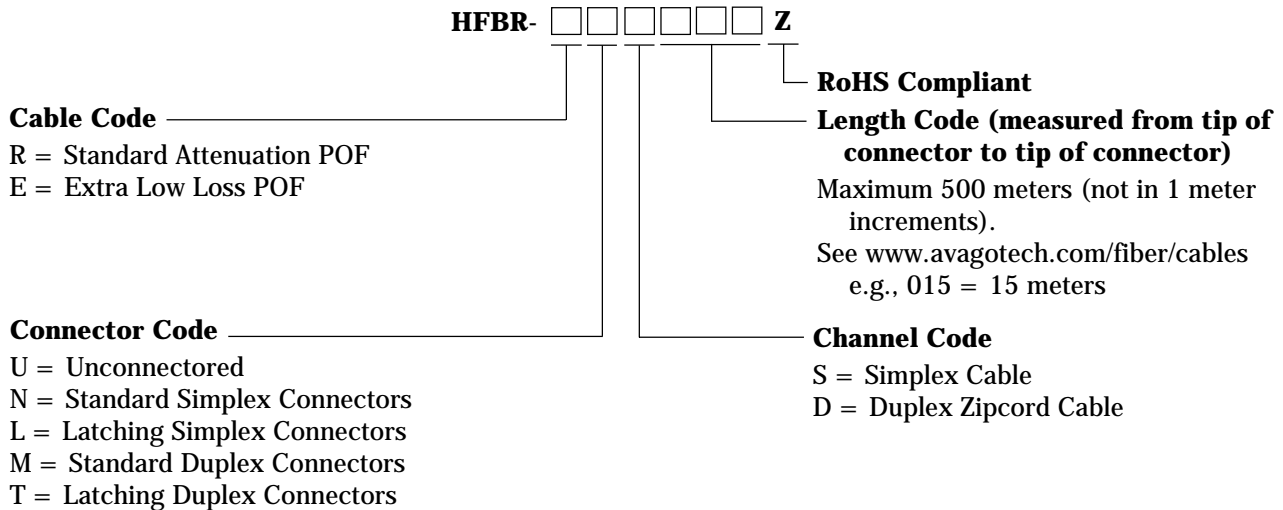 HFBR- Z
RoHS Compliant
Cable Code
R = Standard Attenuation POF
E = Extra Low Loss POF
Length Code (measured from tip of
connector to tip of connector)
Maximum 500 meters (not in 1 meter
increments).
See www.avagotech.com/fiber/cables
e.g., 015 = 15 meters
Connector Code
U = Unconnectored
N = Standard Simplex Connectors
L = Latching Simplex Connectors
M = Standard Duplex Connectors
T = Latching Duplex Connectors
Channel Code
S = Simplex Cable
D = Duplex Zipcord Cable